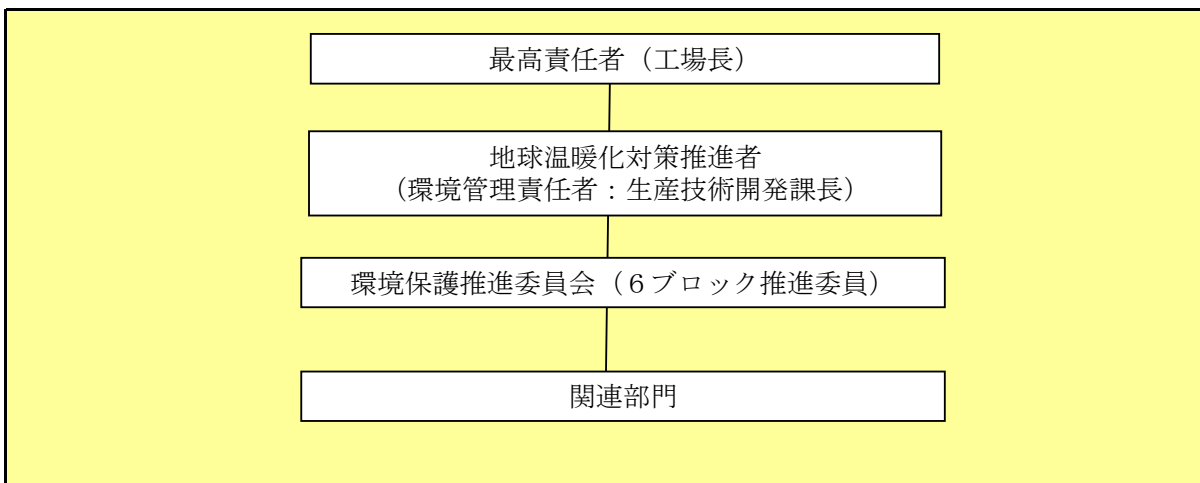 最高責任者（工場長）
地球温暖化対策推進者
（環境管理責任者：生産技術開発課長）
環境保護推進委員会（６ブロック推進委員）
関連部門